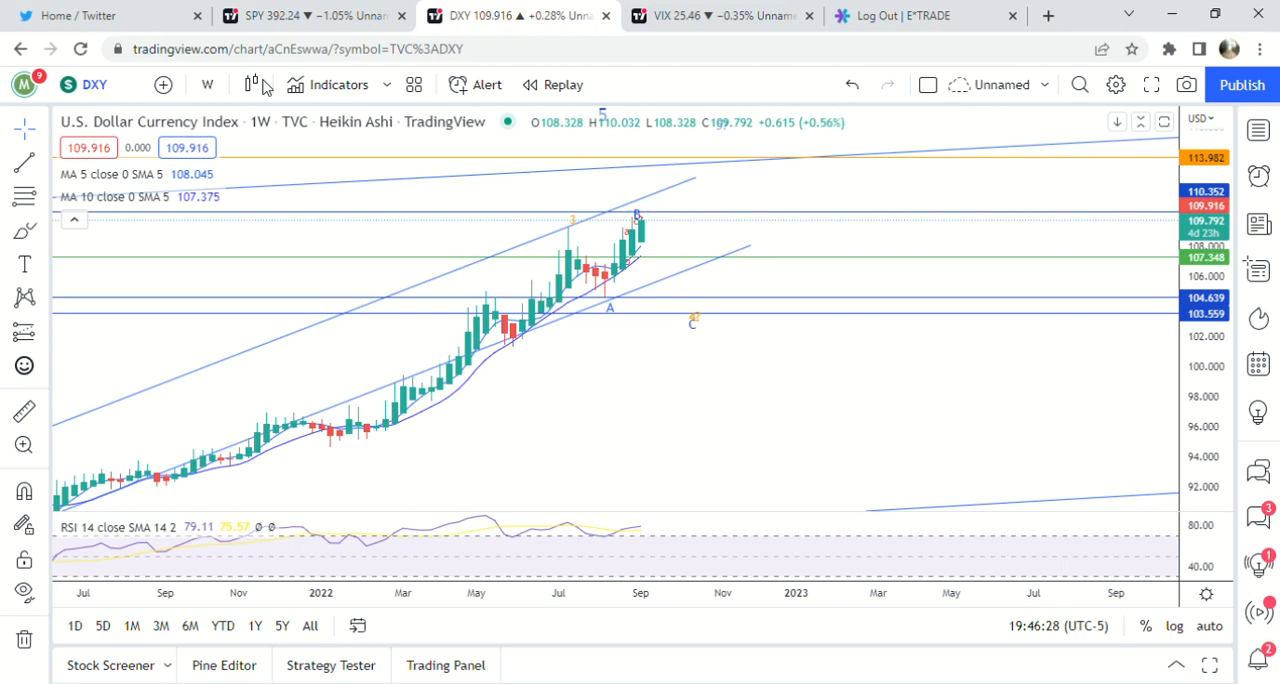 Home / Twitter
SPY 392.24 ▼ −1.05% Unnan
DXY 109.916 ▲ +0.28% Unna
VIX 25.46 ▼ −0.35% Unname
Log Out | E*TRADE
tradingview.com/chart/aCnEswwa/?symbol=TVC%3ADXY
M
9
S
DXY
W
Indicators
Alert
Replay
Unnamed
Publish
U.S. Dollar Currency Index · 1W · TVC · Heikin Ashi · TradingView
O108.328 H110.032 L108.328 C109.792 +0.615 (+0.56%)
5
USD
109.916
0.000
109.916
MA 5 close 0 SMA 5 108.045
MA 10 close 0 SMA 5 107.375
3
B
a
A
C
113.982
110.352
109.916
109.792
4d 23h
108.000
107.348
106.000
104.639
103.559
102.000
100.000
98.000
96.000
94.000
92.000
RSI 14 close SMA 14 2 79.11 75.57 0 0
80.00
40.00
Jul
Sep
Nov
2022
Mar
May
Jul
Sep
Nov
2023
Mar
May
Jul
Sep
1D
5D
1M
3M
6M
YTD
1Y
5Y
All
19:46:28 (UTC-5)
%
log
auto
Stock Screener
Pine Editor
Strategy Tester
Trading Panel
3
1
2